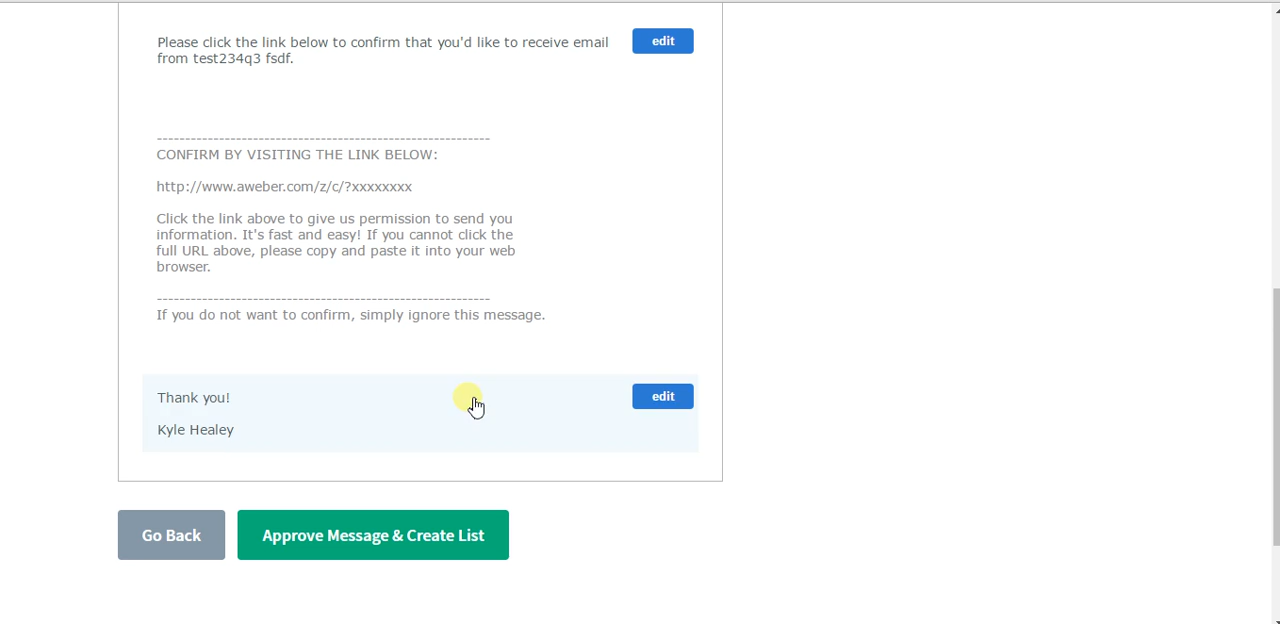 Please click the link below to confirm that you'd like to receive email
edit
from test234q3 fsdf.
----------------------------------------------------------
CONFIRM BY VISITING THE LINK BELOW:
http://www.aweber.com/z/c/?xxxxxxxx
Click the link above to give us permission to send you
information. It's fast and easy! If you cannot click the
full URL above, please copy and paste it into your web
browser.
----------------------------------------------------------
If you do not want to confirm, simply ignore this message.
Thank you!
edit
Kyle Healey
Go Back
Approve Message & Create List